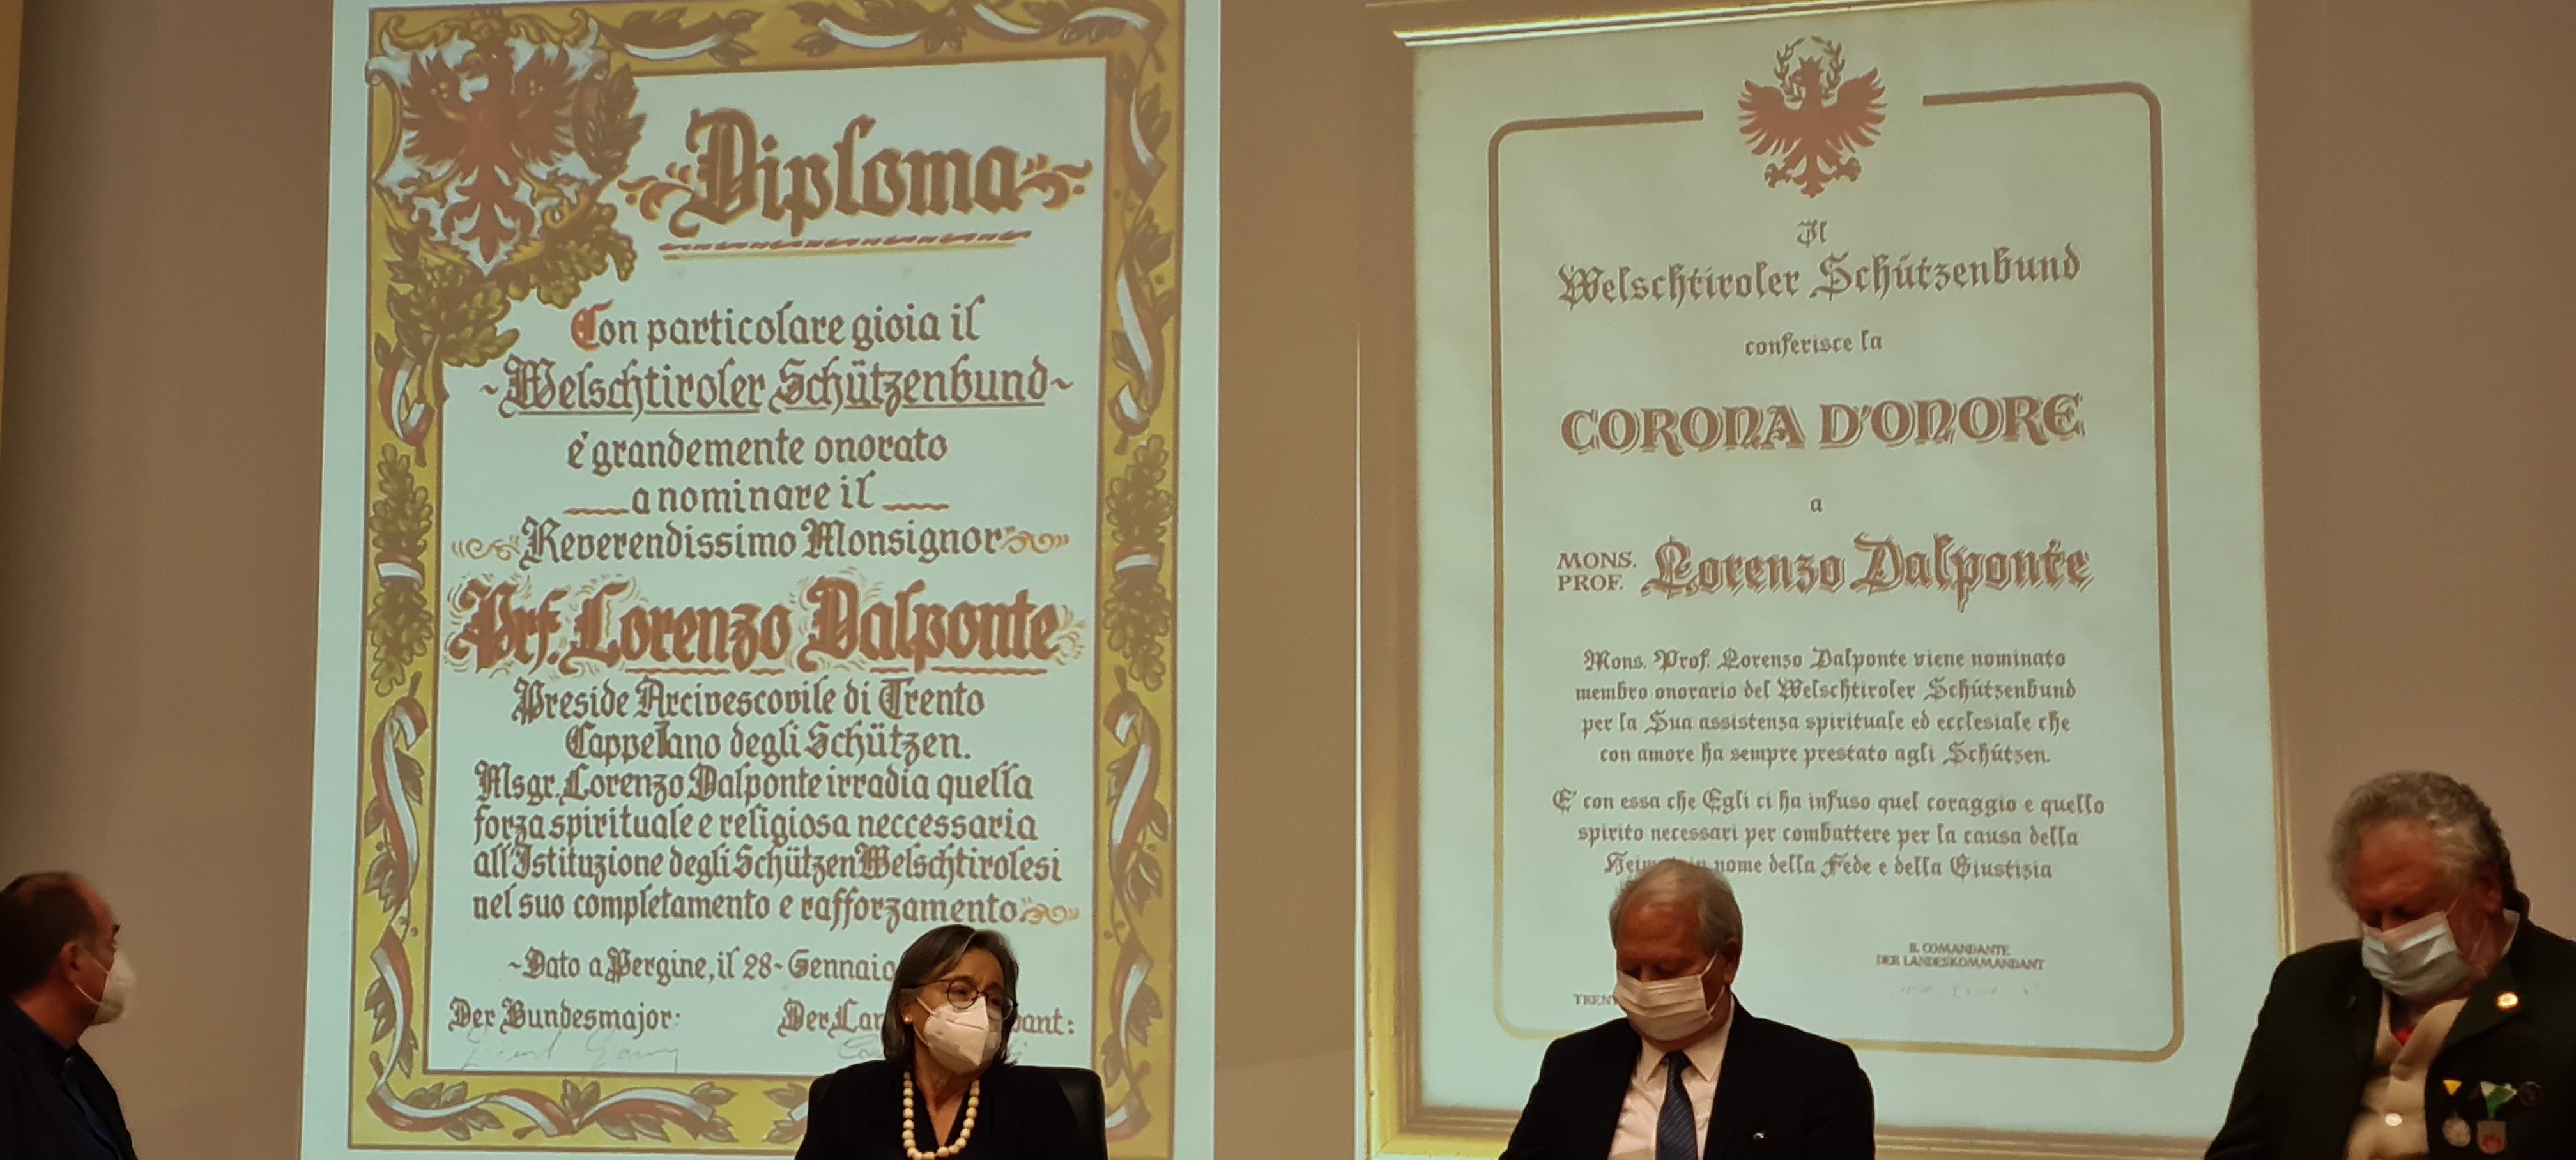 Diploma
Con particolare gioia il
~Welschtiroler Schützenbund~
é grandemente onorato
a nominare il
Reverendissimo Monsignor
Prf. Lorenzo Dalponte
Preside Arcivescovile di Trento
Cappellano degli Schützen.
Msgr. Lorenzo Dalponte irradia quella
forza spirituale e religiosa neccessaria
all'Istituzione degli Schützen Welschtirolesi
nel suo completamento e rafforzamento
~Dato a Pergine, il 28- Gennaio
Der Bundesmajor:
Il
Welschtiroler Schützenbund
conferisce la
CORONA D'ONORE
a
MONS.
PROF. Lorenzo Dalponte
Mons. Prof. Lorenzo Dalponte viene nominato
membro onorario del Welschtiroler Schützenbund
per la Sua assistenza spirituale ed ecclesiale che
con amore ha sempre prestato agli Schützen.
E' con essa che Egli ci ha infuso quel coraggio e quello
spirito necessari per combattere per la causa della
nome della Fede e della Giustizia
IL COMANDANTE
DER LANDESKOMMANDANT